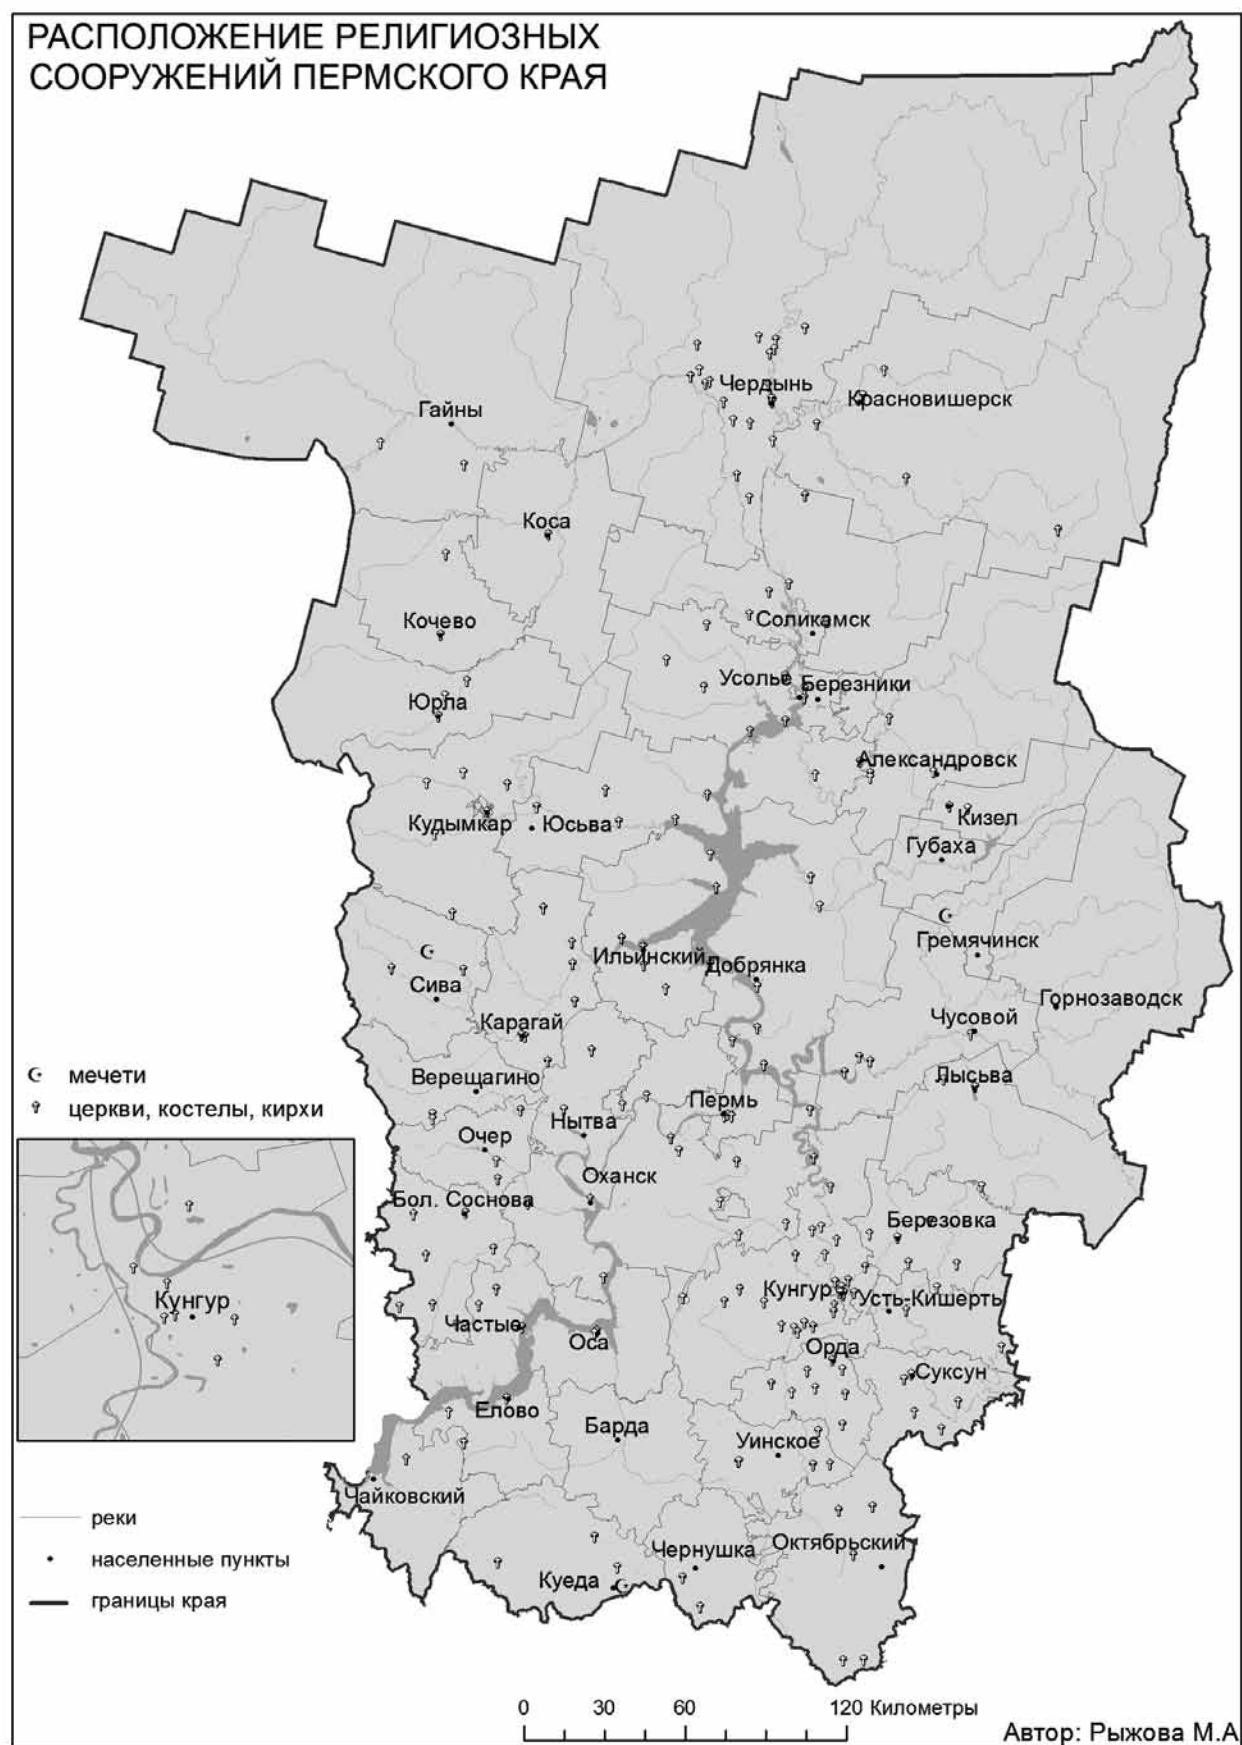 РАСПОЛОЖЕНИЕ РЕЛИГИОЗНЫХ
СООРУЖЕНИЙ ПЕРМСКОГО КРАЯ
Чердынь
Красновишерск
Гайны
Коса
Кочево
Соликамск
Усолье
Березники
Юрла
Александровск
Кудымкар
Юсьва
Кизел
Губаха
Гремячинск
Ильинский
Добрянка
Сива
Горнозаводск
Карагай
Чусовой
мечети
Верещагино
Лысьва
церкви, костелы, кирхи
Пермь
Нытва
Очер
Оханск
Бол. Соснова
Березовка
Кунгур
Кунгур
Усть-Кишерть
Частые
Оса
Орда
Суксун
Елово
Барда
Уинское
Чайковский
реки
Чернушка
Октябрьский
населенные пункты
Куеда
границы края
0 30 60 120 Километры
Автор: Рыжова М.А